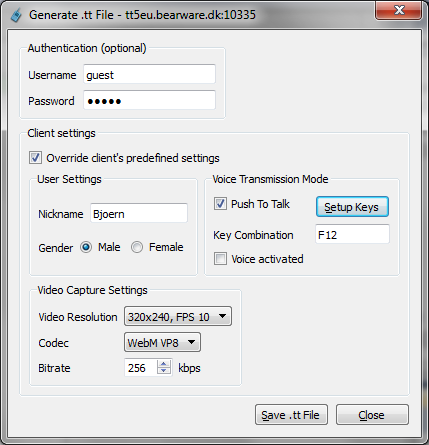 Generate .tt File - tt5eu.bearware.dk:10335
Authentication (optional)
Username guest
Password •••••
Client settings
Override client's predefined settings
User Settings
Nickname Bjoern
Gender Male Female
Voice Transmission Mode
Push To Talk Setup Keys
Key Combination F12
Voice activated
Video Capture Settings
Video Resolution 320x240, FPS 10
Codec WebM VP8
Bitrate 256 kbps
Save .tt File Close